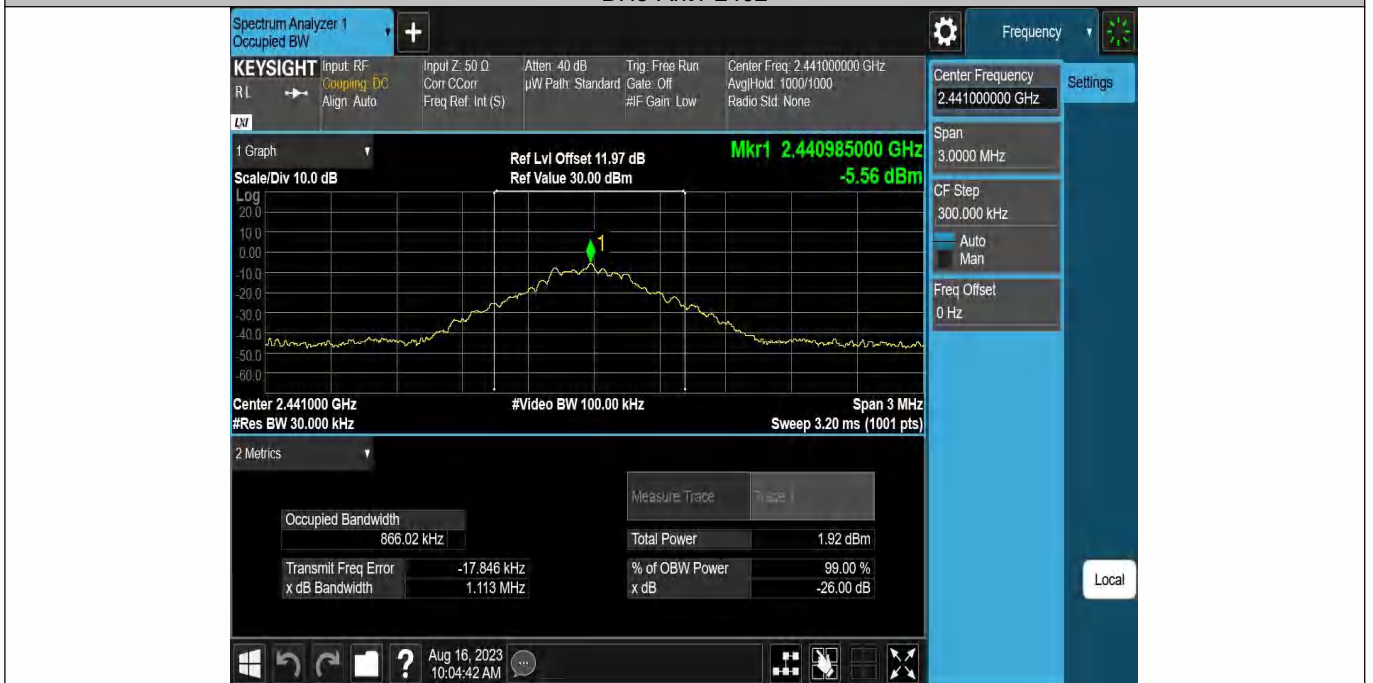 Spectrum Analyzer 1
Occupied BW
+
Frequency
KEYSIGHT
R L
LXI
Input: RF
Coupling: DC
Align: Auto
Input Z: 50 Ω
Corr CCorr
Freq Ref: Int (S)
Atten: 40 dB
µW Path: Standard
Trig: Free Run
Gate: Off
#IF Gain: Low
Center Freq: 2.441000000 GHz
Avg|Hold: 1000/1000
Radio Std: None
Center Frequency
2.441000000 GHz
Settings
Span
3.0000 MHz
CF Step
300.000 kHz
Auto
Man
Freq Offset
0 Hz
Local
1 Graph
Scale/Div 10.0 dB
Ref Lvl Offset 11.97 dB
Ref Value 30.00 dBm
Mkr1 2.440985000 GHz
-5.56 dBm
Log
20.0
10.0
0.00
-10.0
-20.0
-30.0
-40.0
-50.0
-60.0
1
Center 2.441000 GHz
#Res BW 30.000 kHz
#Video BW 100.00 kHz
Span 3 MHz
Sweep 3.20 ms (1001 pts)
2 Metrics
Measure Trace
Trace 1
Occupied Bandwidth
866.02 kHz
Total Power
1.92 dBm
Transmit Freq Error
-17.846 kHz
% of OBW Power
99.00 %
x dB Bandwidth
1.113 MHz
x dB
-26.00 dB
?
Aug 16, 2023
10:04:42 AM